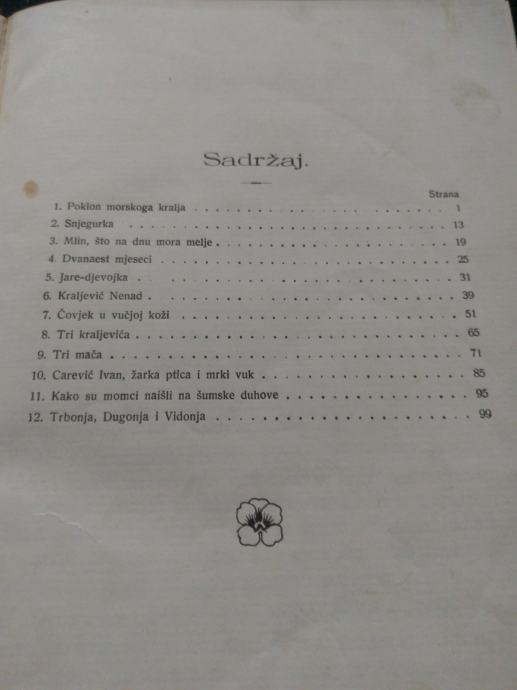 Sadržaj.
Strana
1. Poklon morskoga kralja . . . . . . . . . . . . . . . . . . . 1
2. Snjegurka . . . . . . . . . . . . . . . . . . . . . . . 13
3. Mlin, što na dnu mora melje . . . . . . . . . . . . . . . . . 19
4. Dvanaest mjeseci . . . . . . . . . . . . . . . . . . . . . 25
5. Jare-djevojka . . . . . . . . . . . . . . . . . . . . . . 31
6. Kraljević Nenad . . . . . . . . . . . . . . . . . . . . . 39
7. Čovjek u vučjoj koži . . . . . . . . . . . . . . . . . . . . 51
8. Tri kraljevića . . . . . . . . . . . . . . . . . . . . . . 65
9. Tri mača . . . . . . . . . . . . . . . . . . . . . . . . 71
10. Carević Ivan, žarka ptica i mrki vuk . . . . . . . . . . . . . . 85
11. Kako su momci naišli na šumske duhove . . . . . . . . . . . . . 95
12. Trbonja, Dugonja i Vidonja . . . . . . . . . . . . . . . . . 99